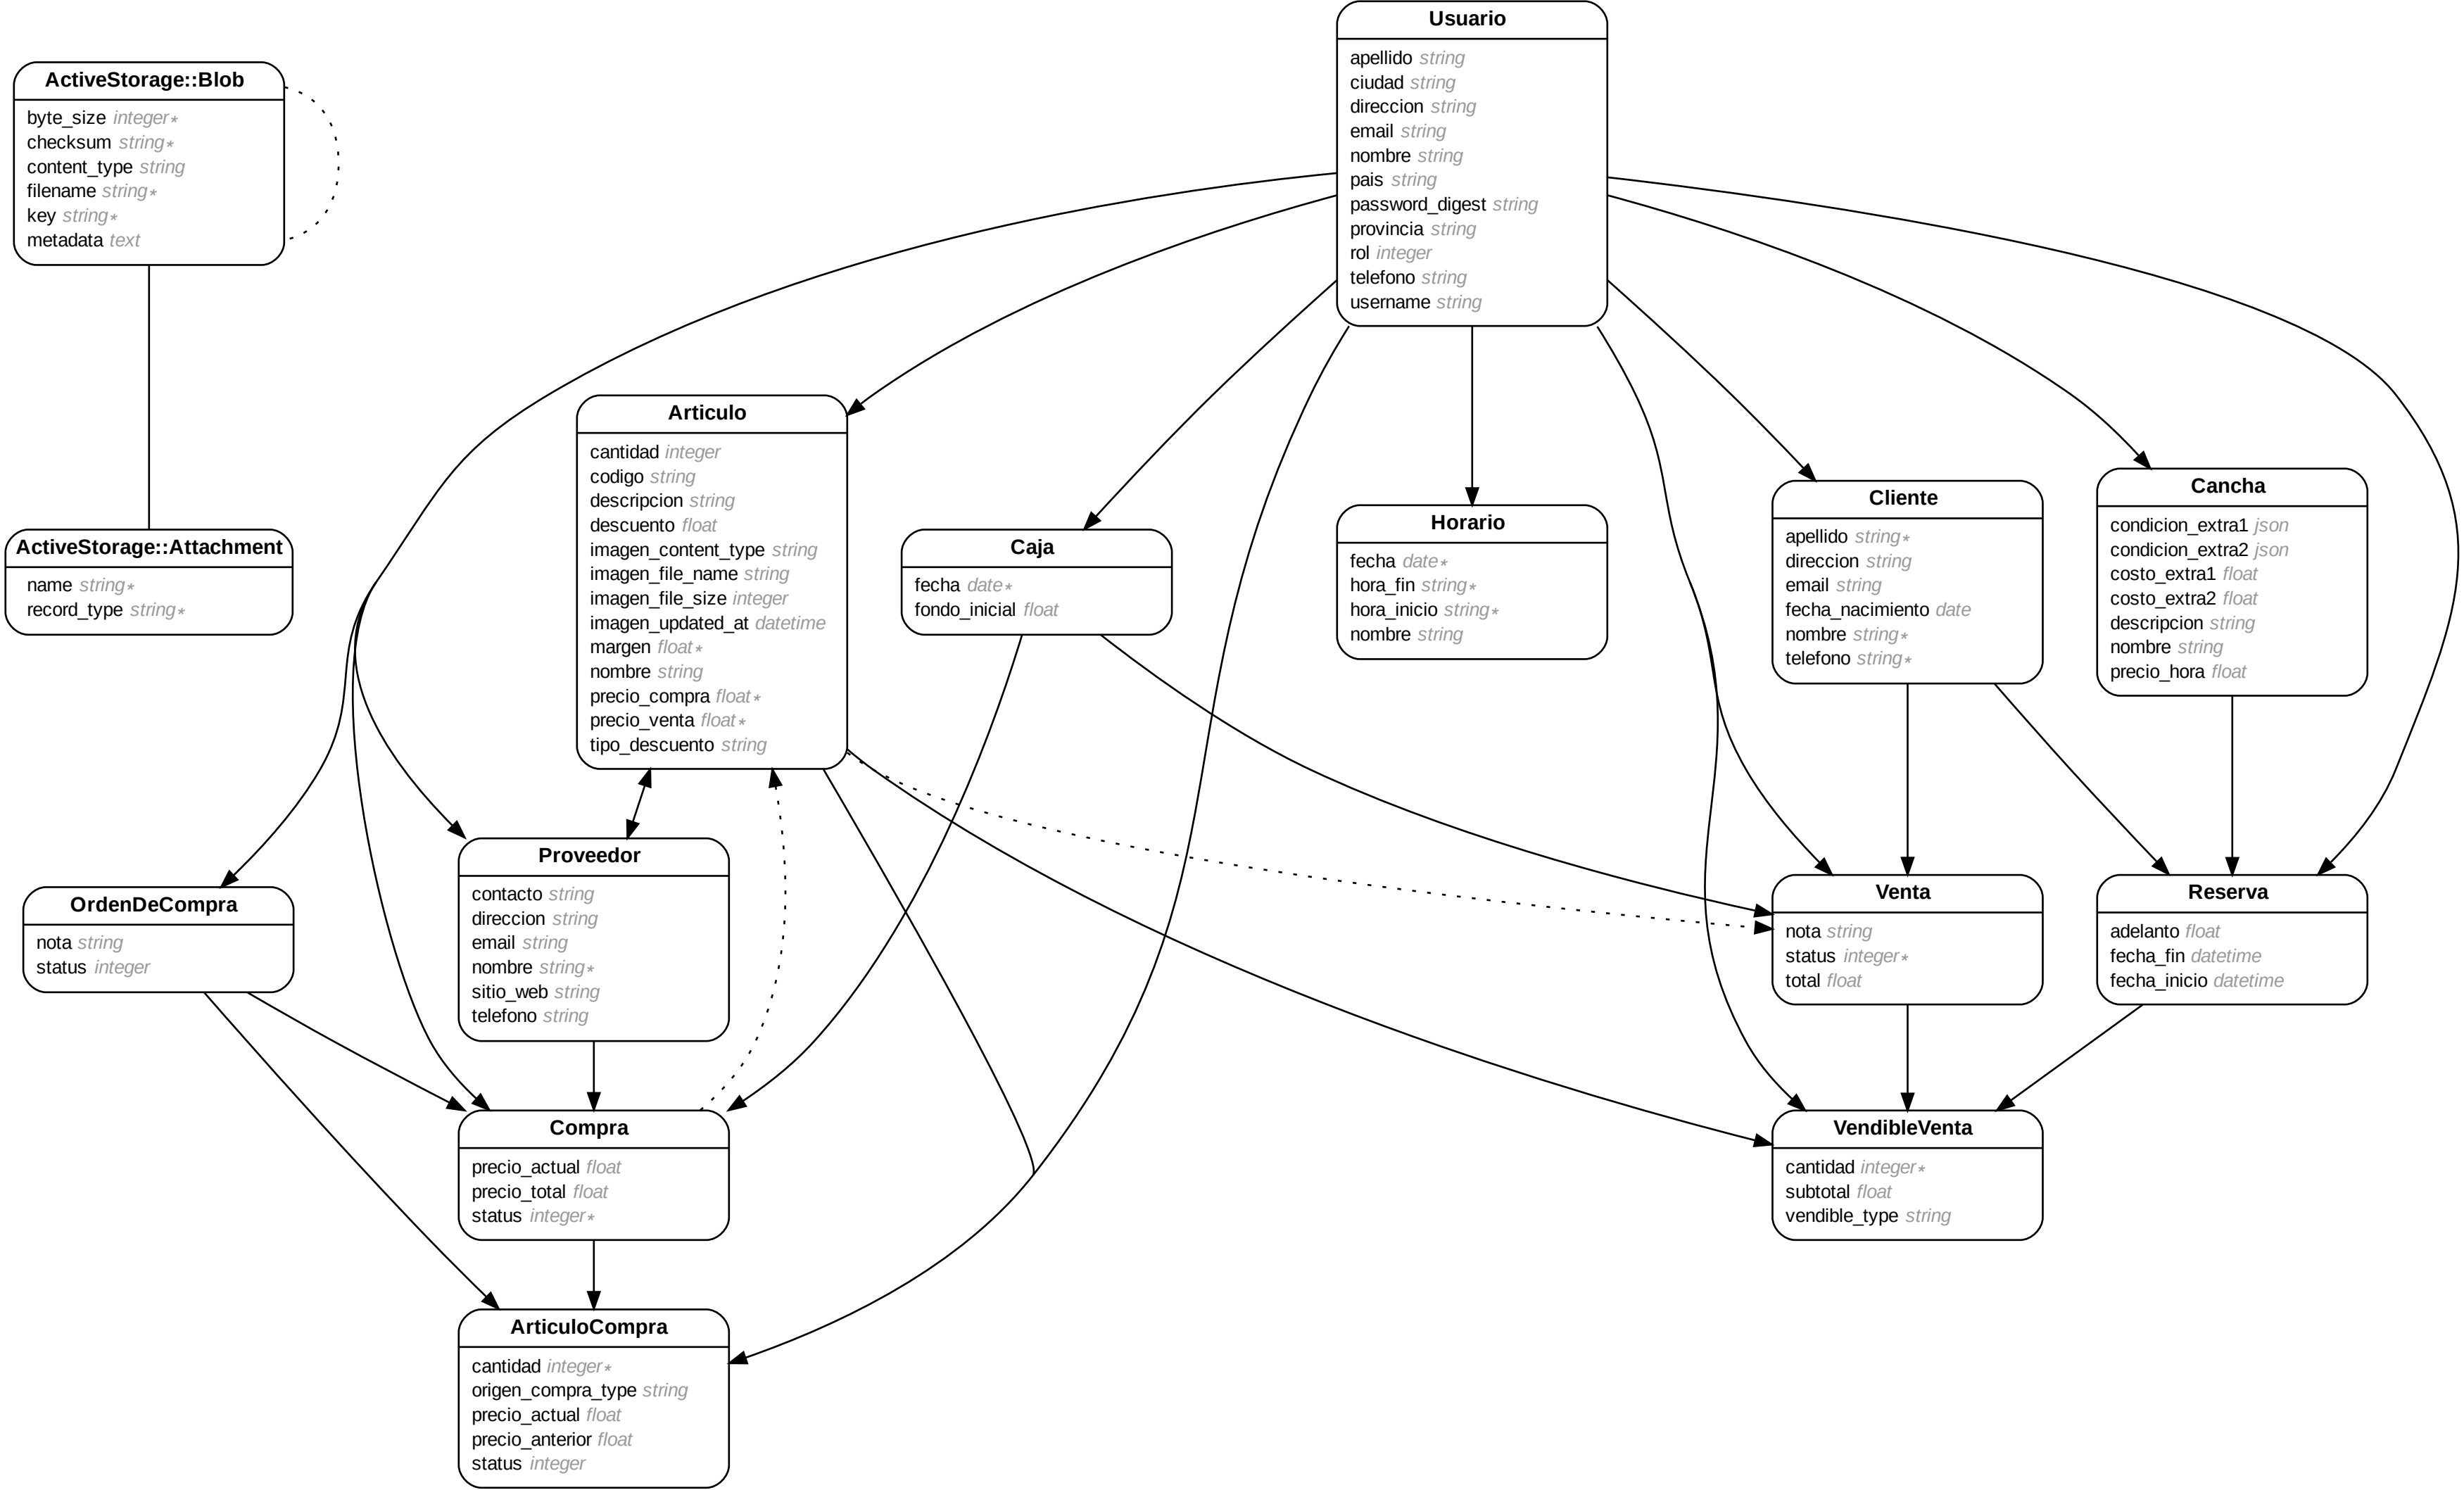 Usuario
apellido string
ciudad string
direccion string
email string
nombre string
pais string
password_digest string
provincia string
rol integer
telefono string
username string
ActiveStorage::Blob
byte_size integer*
checksum string*
content_type string
filename string*
key string*
metadata text
Articulo
cantidad integer
codigo string
descripcion string
descuento float
imagen_content_type string
imagen_file_name string
imagen_file_size integer
imagen_updated_at datetime
margen float*
nombre string
precio_compra float*
precio_venta float*
tipo_descuento string
Cancha
condicion_extra1 json
condicion_extra2 json
costo_extra1 float
costo_extra2 float
descripcion string
nombre string
precio_hora float
Cliente
apellido string*
direccion string
email string
fecha_nacimiento date
nombre string*
telefono string*
Horario
fecha date*
hora_fin string*
hora_inicio string*
nombre string
ActiveStorage::Attachment
name string*
record_type string*
Caja
fecha date*
fondo_inicial float
Proveedor
contacto string
direccion string
email string
nombre string*
sitio_web string
telefono string
OrdenDeCompra
nota string
status integer
Venta
nota string
status integer*
total float
Reserva
adelanto float
fecha_fin datetime
fecha_inicio datetime
Compra
precio_actual float
precio_total float
status integer*
VendibleVenta
cantidad integer*
subtotal float
vendible_type string
ArticuloCompra
cantidad integer*
origen_compra_type string
precio_actual float
precio_anterior float
status integer